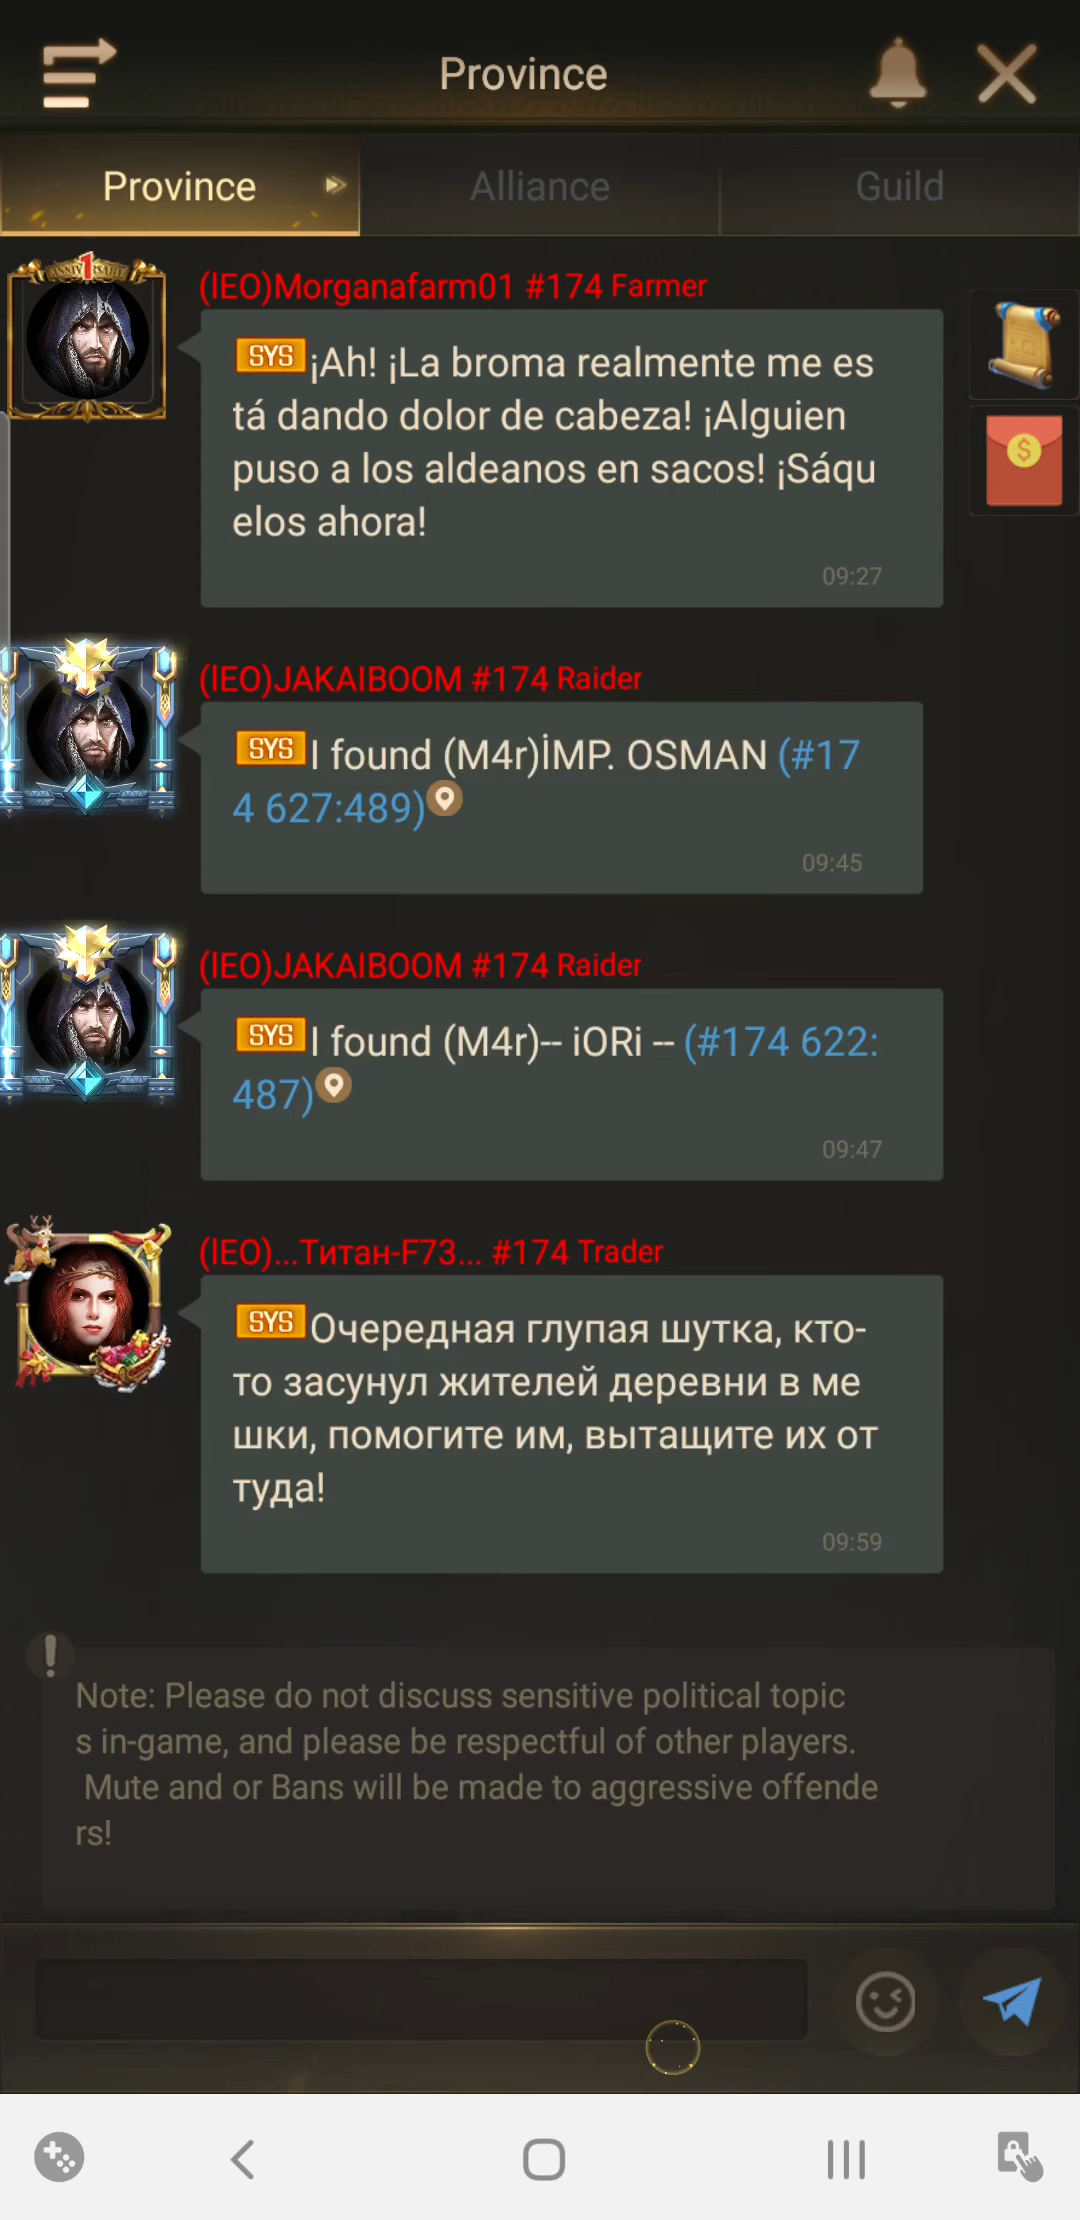 Province
Province
Alliance
Guild
(lEO)Morganafarm01 #174 Farmer
SYS ¡Ah! ¡La broma realmente me es
tá dando dolor de cabeza! ¡Alguien
puso a los aldeanos en sacos! ¡Sáqu
elos ahora!
09:27
(lEO)JAKAIBOOM #174 Raider
SYS I found (M4r)İMP. OSMAN (#17
4 627:489)
09:45
(lEO)JAKAIBOOM #174 Raider
SYS I found (M4r)-- iORi -- (#174 622:
487)
09:47
(lEO)...Титан-F73... #174 Trader
SYS Очередная глупая шутка, кто-
то засунул жителей деревни в ме
шки, помогите им, вытащите их от
туда!
09:59
Note: Please do not discuss sensitive political topic
s in-game, and please be respectful of other players.
Mute and or Bans will be made to aggressive offende
rs!